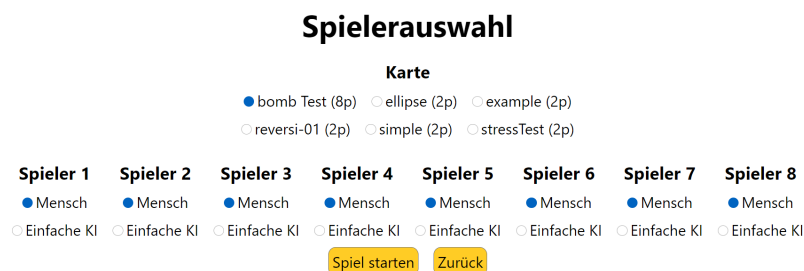 Spielerauswahl
Karte
bomb Test (8p) ellipse (2p) example (2p)
reversi-01 (2p) simple (2p) stressTest (2p)
Spieler 1 Spieler 2 Spieler 3 Spieler 4 Spieler 5 Spieler 6 Spieler 7 Spieler 8
Mensch Mensch Mensch Mensch Mensch Mensch Mensch Mensch
Einfache KI Einfache KI Einfache KI Einfache KI Einfache KI Einfache KI Einfache KI Einfache KI
Spiel starten Zurück